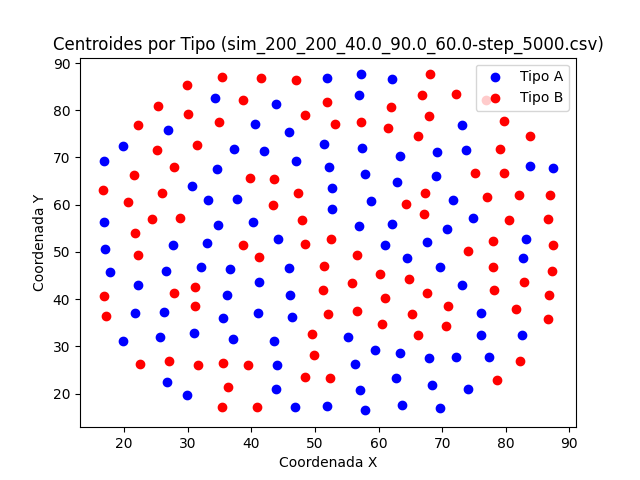 Centroides por Tipo (sim_200_200_40.0_90.0_60.0-step_5000.csv)
Tipo A
Tipo B
90
80
70
60
50
40
30
20
Coordenada Y
20 30 40 50 60 70 80 90
Coordenada X